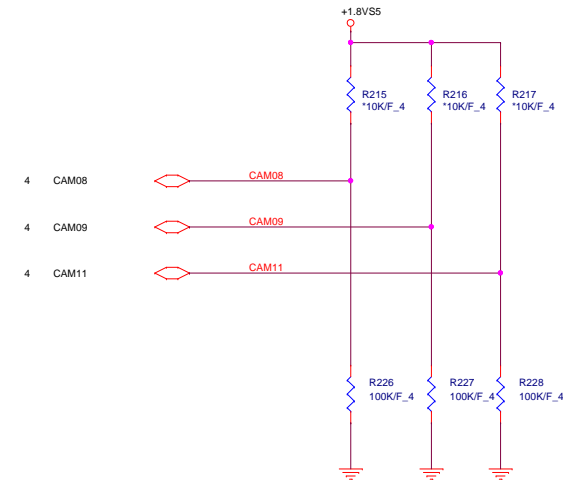 +1.8VS5
R215
*10K/F_4
R216
*10K/F_4
R217
*10K/F_4
4 CAM08 CAM08
4 CAM09 CAM09
4 CAM11 CAM11
R226
100K/F_4
R227
100K/F_4
R228
100K/F_4